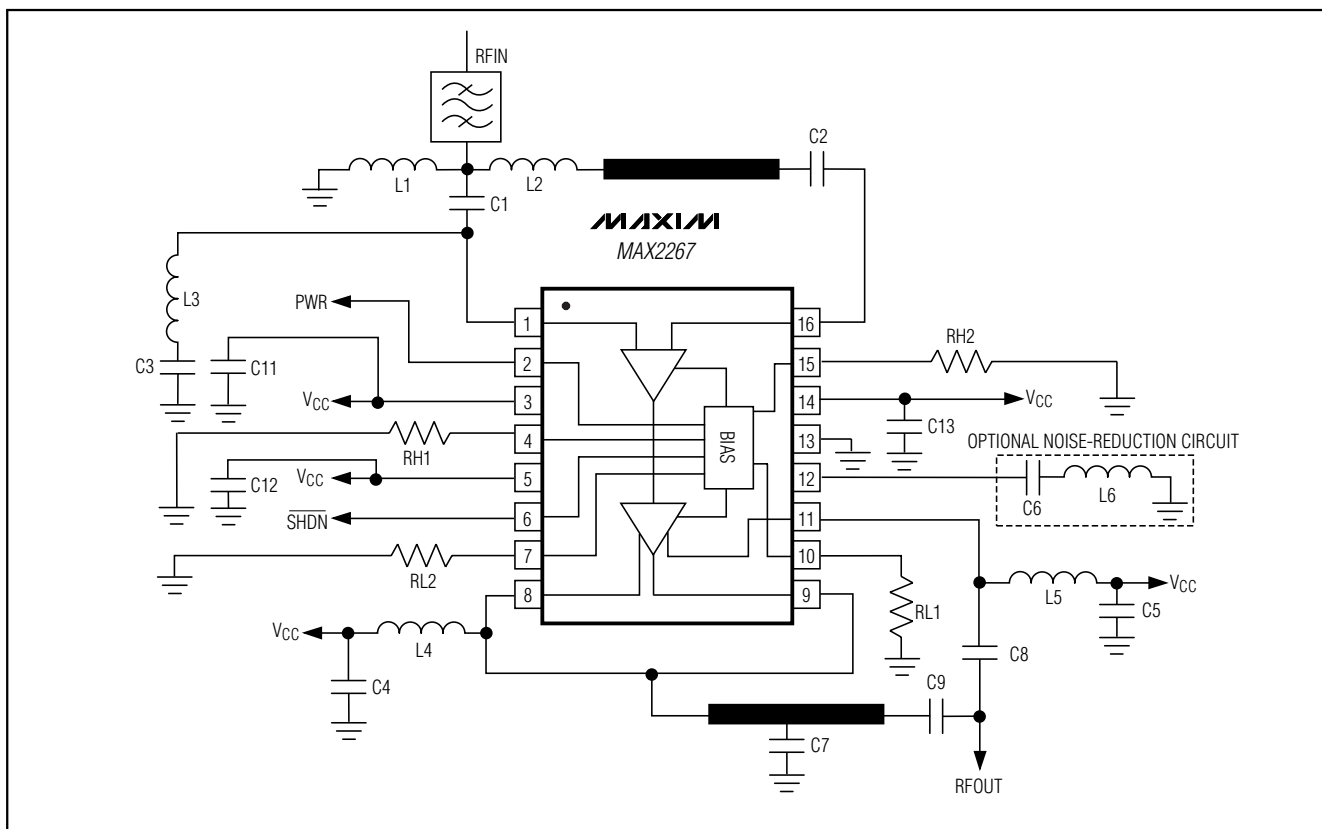 RFIN
C2
L1
L2
C1
MAXIM
MAX2267
L3
PWR
1
16
RH2
C3
C11
2
15
VCC
3
14
VCC
RH1
4
BIAS
13
C13
OPTIONAL NOISE-REDUCTION CIRCUIT
C12
VCC
5
12
C6
L6
SHDN
6
11
RL2
7
10
RL1
L5
VCC
C5
8
9
VCC
L4
C8
C4
C9
C7
RFOUT